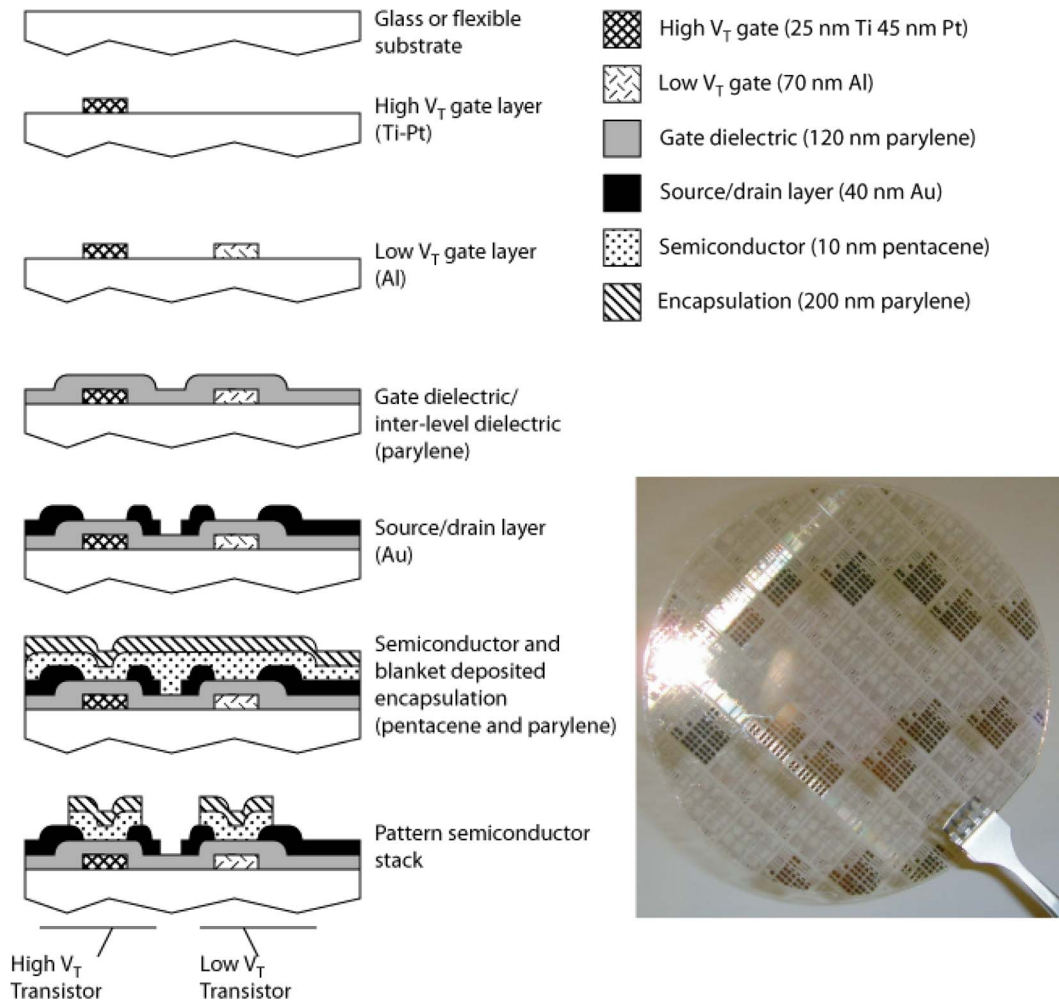 Glass or flexible
substrate
High V_T gate layer
(Ti-Pt)
Low V_T gate layer
(Al)
Gate dielectric/
inter-level dielectric
(parylene)
Source/drain layer
(Au)
Semiconductor and
blanket deposited
encapsulation
(pentacene and parylene)
Pattern semiconductor
stack
High V_T
Transistor
Low V_T
Transistor
High V_T gate (25 nm Ti 45 nm Pt)
Low V_T gate (70 nm Al)
Gate dielectric (120 nm parylene)
Source/drain layer (40 nm Au)
Semiconductor (10 nm pentacene)
Encapsulation (200 nm parylene)